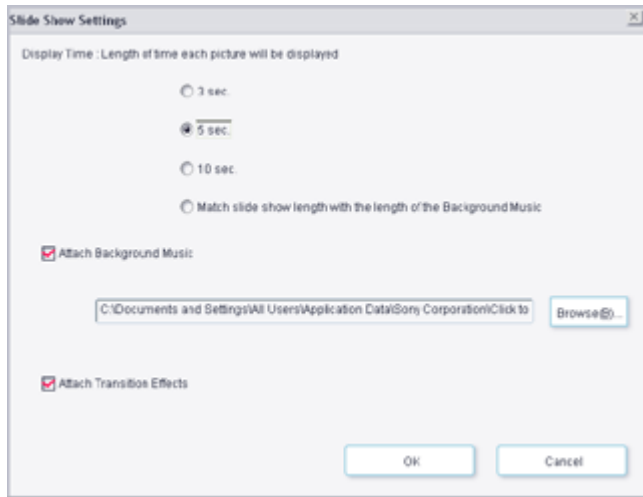 Slide Show Settings
Display Time : Length of time each picture will be displayed
3 sec.
5 sec.
10 sec.
Match slide show length with the length of the Background Music
Attach Background Music
C:\Documents and Settings\All Users\Application Data\Sony Corporation\Click to
Browse(B)...
Attach Transition Effects
OK
Cancel